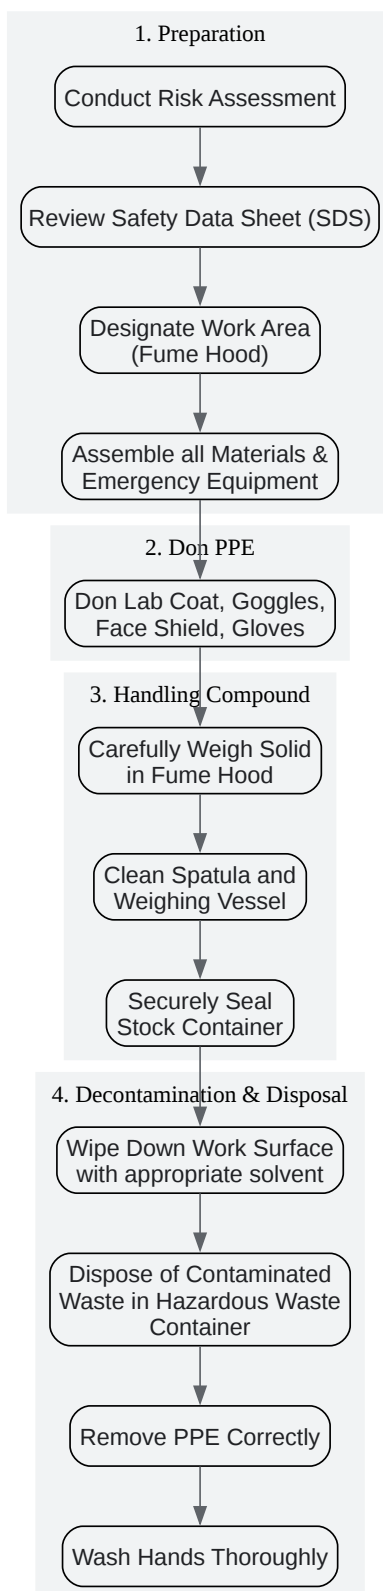 1. Preparation
Conduct Risk Assessment
Review Safety Data Sheet (SDS)
Designate Work Area
(Fume Hood)
Assemble all Materials &
Emergency Equipment
2. Don PPE
Don Lab Coat, Goggles,
Face Shield, Gloves
3. Handling Compound
Carefully Weigh Solid
in Fume Hood
Clean Spatula and
Weighing Vessel
Securely Seal
Stock Container
4. Decontamination & Disposal
Wipe Down Work Surface
with appropriate solvent
Dispose of Contaminated
Waste in Hazardous Waste
Container
Remove PPE Correctly
Wash Hands Thoroughly